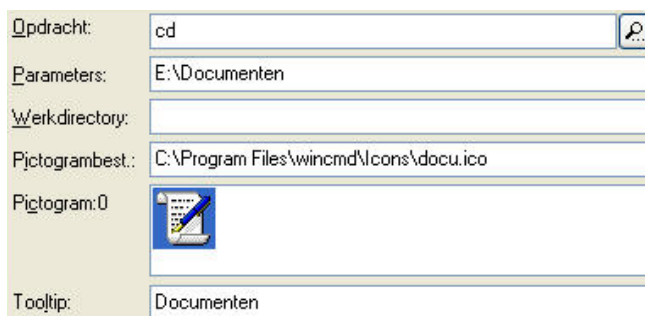 Opdracht: cd
Parameters: E:\Documenten
Werkdirectory:
Pictogrambest.: C:\Program Files\wincmd\Icons\docu.ico
Pictogram:0
Tooltip: Documenten